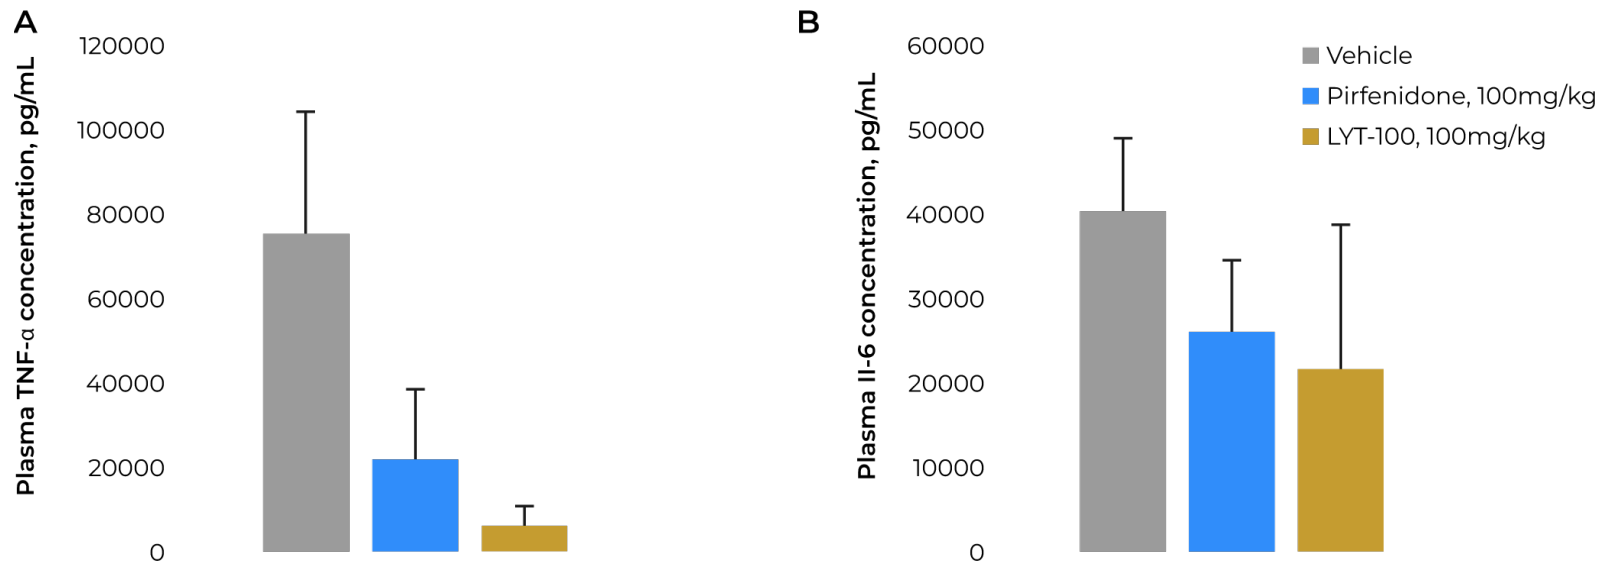 A
Plasma TNF-α concentration, pg/mL
120000
100000
80000
60000
40000
20000
0
B
Plasma Il-6 concentration, pg/mL
60000
50000
40000
30000
20000
10000
0
Vehicle
Pirfenidone, 100mg/kg
LYT-100, 100mg/kg